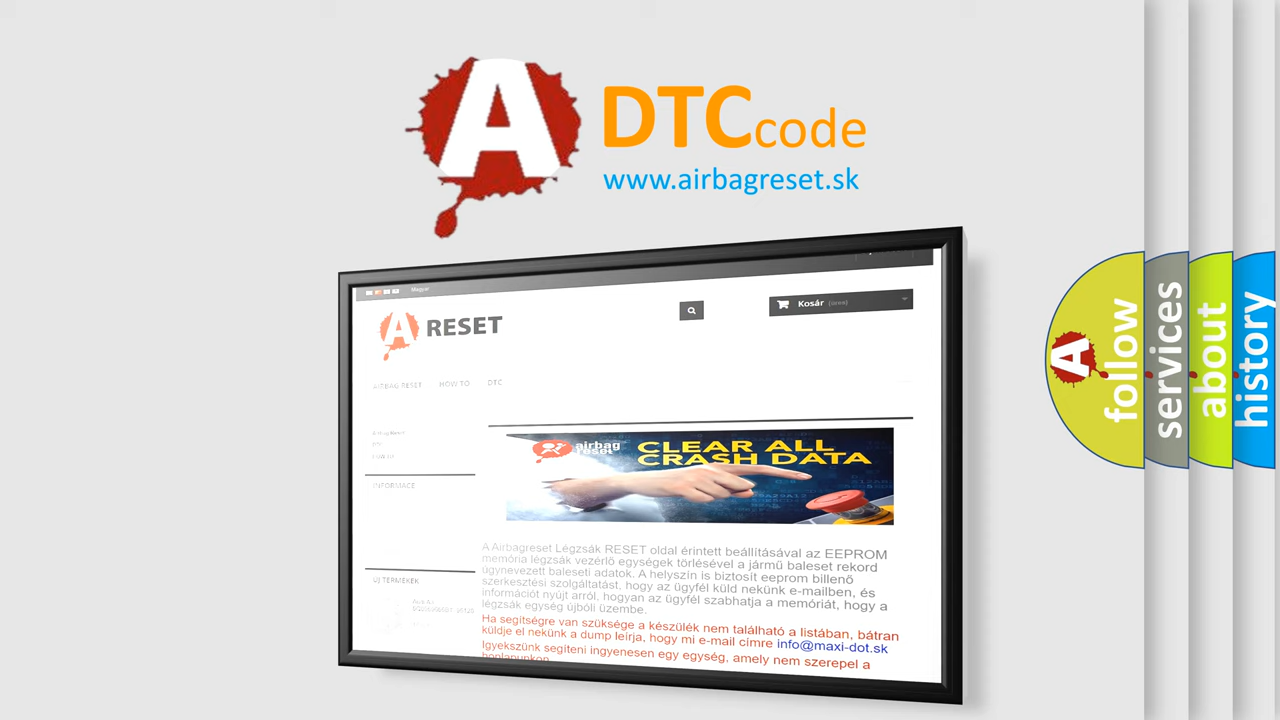 A
DTCcode
www.airbagreset.sk
Magyar
A RESET
Kosár (üres)
AIRBAG RESET HOW TO DTC
INFORMACE
airbag
reset
CLEAR ALL
CRASH DATA
A Airbagreset Légzsák RESET oldal érintett beállításával az EEPROM
memória légzsák vezérlő egységek törlésével a jármű baleset rekord
úgynevezett baleseti adatok. A helyszín is biztosít eeprom billenő
szerkesztési szolgáltatást, hogy az ügyfél küld nekünk e-mailben, és
információt nyújt arról, hogyan az ügyfél szabhatja a memóriát, hogy a
légzsák egység újbóli üzembe.
Ha segítségre van szüksége a készülék nem található a listában, bátran
küldje el nekünk a dump leírja, hogy mi e-mail címre info@maxi-dot.sk
Igyekszünk segíteni ingyenesen egy egység, amely nem szerepel a
honlapunkon
ÚJ TERMÉKEK
A
follow
services
about
history